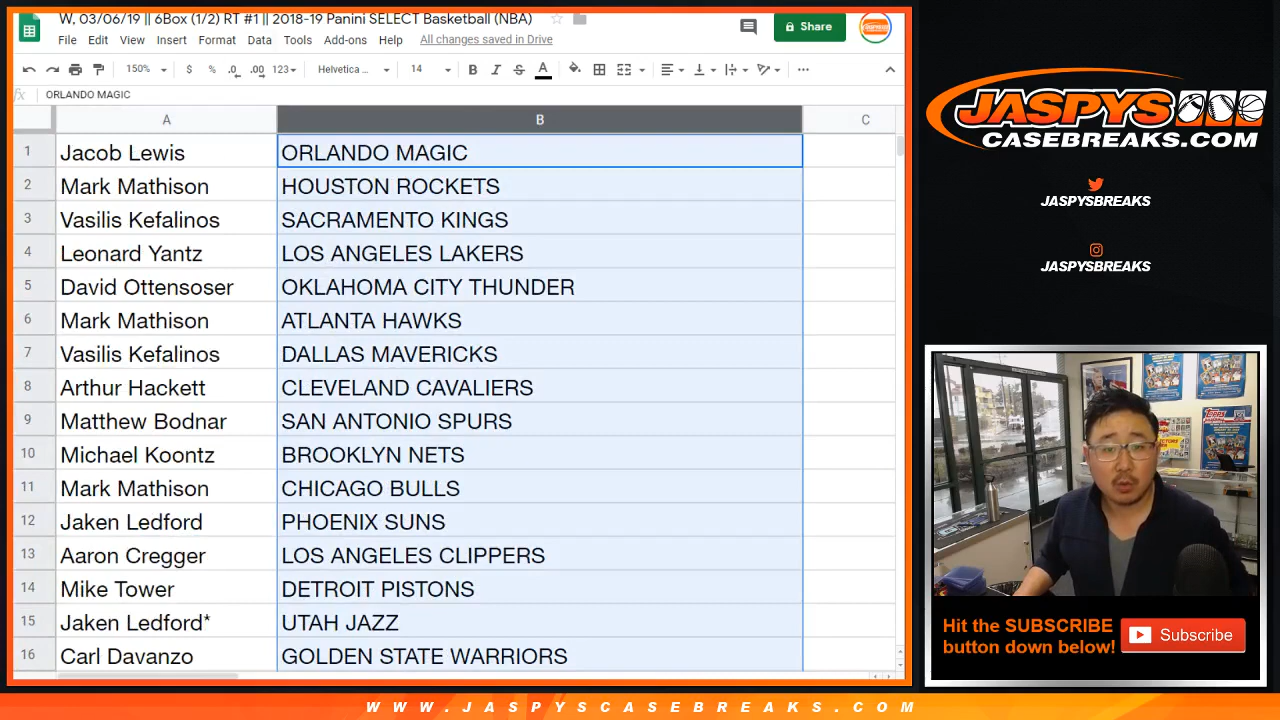 W, 03/06/19 || 6Box (1/2) RT #1 || 2018-19 Panini SELECT Basketball (NBA)
File Edit View Insert Format Data Tools Add-ons Help All changes saved in Drive
Share
150% $ % .0 .00 123 Helvetica ... 14 B I S A
fx ORLANDO MAGIC
A B C
1 Jacob Lewis ORLANDO MAGIC
2 Mark Mathison HOUSTON ROCKETS
3 Vasilis Kefalinos SACRAMENTO KINGS
4 Leonard Yantz LOS ANGELES LAKERS
5 David Ottensoser OKLAHOMA CITY THUNDER
6 Mark Mathison ATLANTA HAWKS
7 Vasilis Kefalinos DALLAS MAVERICKS
8 Arthur Hackett CLEVELAND CAVALIERS
9 Matthew Bodnar SAN ANTONIO SPURS
10 Michael Koontz BROOKLYN NETS
11 Mark Mathison CHICAGO BULLS
12 Jaken Ledford PHOENIX SUNS
13 Aaron Cregger LOS ANGELES CLIPPERS
14 Mike Tower DETROIT PISTONS
15 Jaken Ledford* UTAH JAZZ
16 Carl Davanzo GOLDEN STATE WARRIORS
JASPYS
CASEBREAKS.COM
JASPYSBREAKS
JASPYSBREAKS
Hit the SUBSCRIBE
button down below!
Subscribe
WWW.JASPYSCASEBREAKS.COM